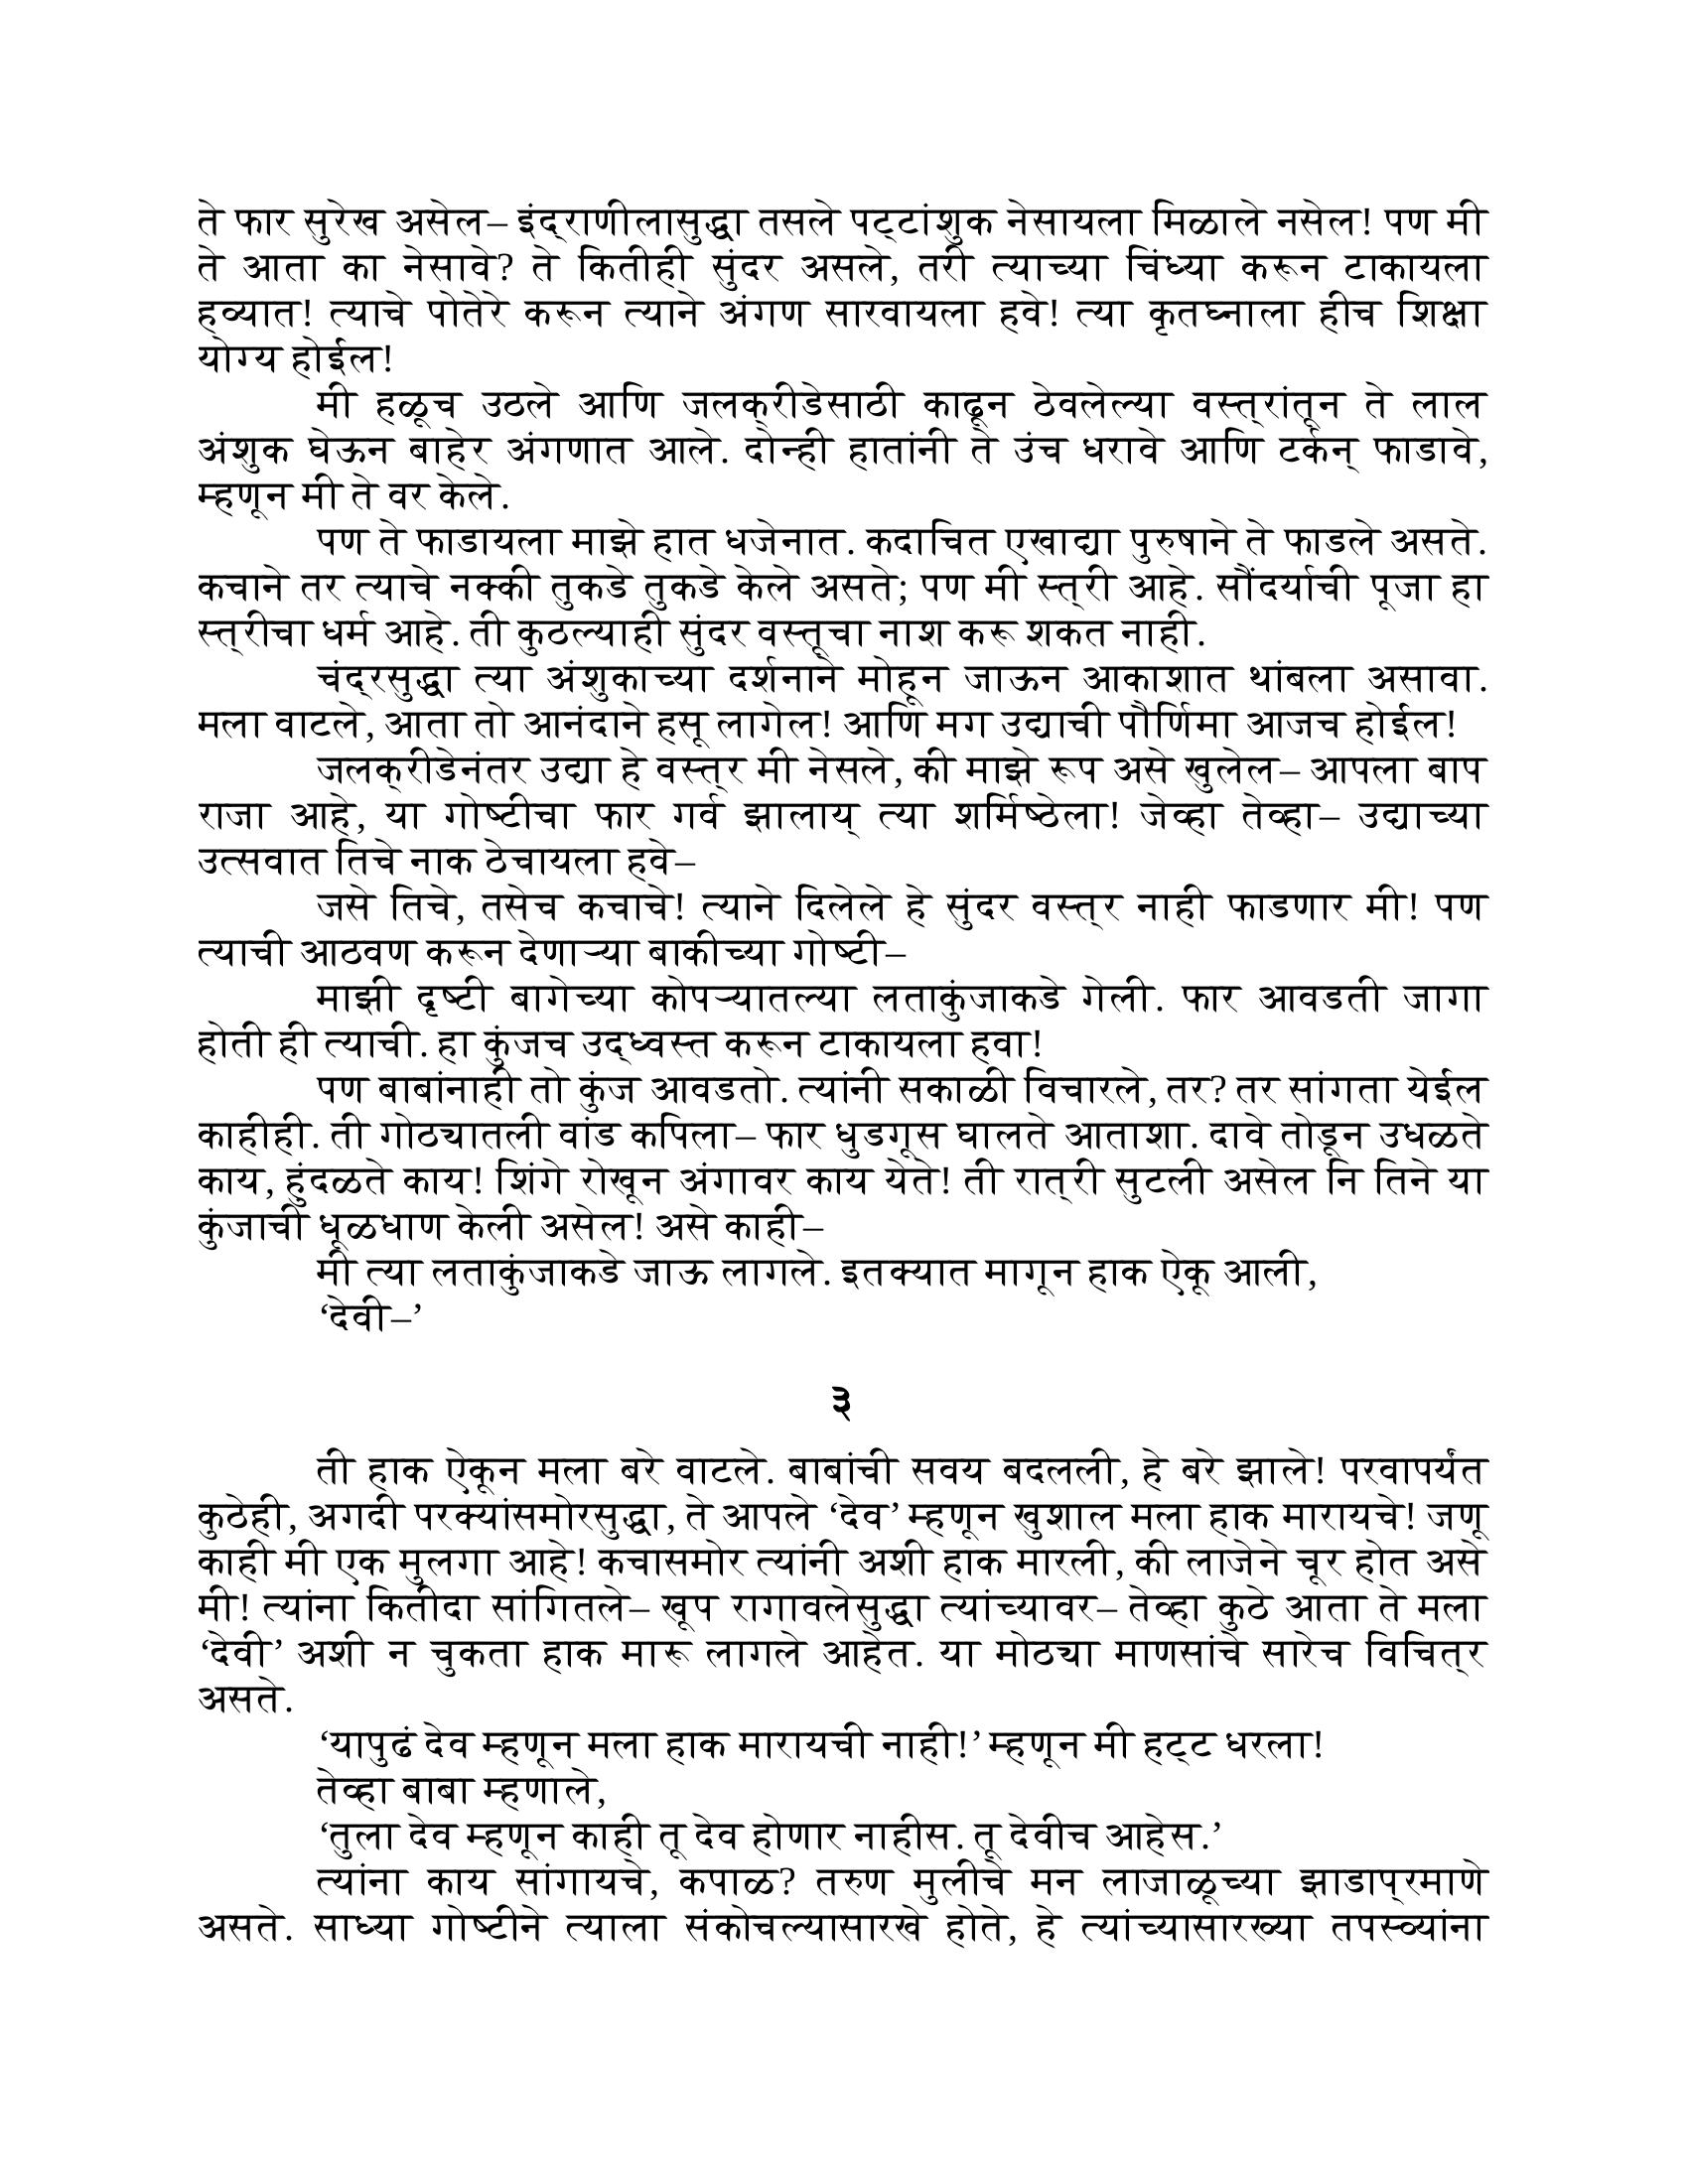 ते फार सुरेख असेल– इंद्राणीलासुद्धा तसले पट्टांशुक नेसायला मिळाले नसेल! पण मी
ते आता का नेसावे? ते कितीही सुंदर असले, तरी त्याच्या चिंध्या करून टाकायला
हव्यात! त्याचे पोतेरे करून त्याने अंगण सारवायला हवे! त्या कृतघ्नाला हीच शिक्षा
योग्य होईल!
मी हळूच उठले आणि जलक्रीडेसाठी काढून ठेवलेल्या वस्त्रांतून ते लाल
अंशुक घेऊन बाहेर अंगणात आले. दोन्ही हातांनी ते उंच धरावे आणि टर्कन् फाडावे,
म्हणून मी ते वर केले.
पण ते फाडायला माझे हात धजेनात. कदाचित एखाद्या पुरुषाने ते फाडले असते.
कचाने तर त्याचे नक्की तुकडे तुकडे केले असते; पण मी स्त्री आहे. सौंदर्याची पूजा हा
स्त्रीचा धर्म आहे. ती कुठल्याही सुंदर वस्तूचा नाश करू शकत नाही.
चंद्रसुद्धा त्या अंशुकाच्या दर्शनाने मोहून जाऊन आकाशात थांबला असावा.
मला वाटले, आता तो आनंदाने हसू लागेल! आणि मग उद्याची पौर्णिमा आजच होईल!
जलक्रीडेनंतर उद्या हे वस्त्र मी नेसले, की माझे रूप असे खुलेल– आपला बाप
राजा आहे, या गोष्टीचा फार गर्व झालाय् त्या शर्मिष्ठेला! जेव्हा तेव्हा– उद्याच्या
उत्सवात तिचे नाक ठेचायला हवे–
जसे तिचे, तसेच कचाचे! त्याने दिलेले हे सुंदर वस्त्र नाही फाडणार मी! पण
त्याची आठवण करून देणाऱ्या बाकीच्या गोष्टी–
माझी दृष्टी बागेच्या कोपऱ्यातल्या लताकुंजाकडे गेली. फार आवडती जागा
होती ही त्याची. हा कुंजच उद्ध्वस्त करून टाकायला हवा!
पण बाबांनाही तो कुंज आवडतो. त्यांनी सकाळी विचारले, तर? तर सांगता येईल
काहीही. ती गोठ्यातली वांड कपिला– फार धुडगूस घालते आताशा. दावे तोडून उधळते
काय, हुंदळते काय! शिंगे रोखून अंगावर काय येते! ती रात्री सुटली असेल नि तिने या
कुंजाची धूळधाण केली असेल! असे काही–
मी त्या लताकुंजाकडे जाऊ लागले. इतक्यात मागून हाक ऐकू आली,
‘देवी–’
३
ती हाक ऐकून मला बरे वाटले. बाबांची सवय बदलली, हे बरे झाले! परवापर्यंत
कुठेही, अगदी परक्यांसमोरसुद्धा, ते आपले ‘देव’ म्हणून खुशाल मला हाक मारायचे! जणू
काही मी एक मुलगा आहे! कचासमोर त्यांनी अशी हाक मारली, की लाजेने चूर होत असे
मी! त्यांना कितीदा सांगितले– खूप रागावलेसुद्धा त्यांच्यावर– तेव्हा कुठे आता ते मला
‘देवी’ अशी न चुकता हाक मारू लागले आहेत. या मोठ्या माणसांचे सारेच विचित्र
असते.
‘यापुढं देव म्हणून मला हाक मारायची नाही!’ म्हणून मी हट्ट धरला!
तेव्हा बाबा म्हणाले,
‘तुला देव म्हणून काही तू देव होणार नाहीस. तू देवीच आहेस.’
त्यांना काय सांगायचे, कपाळ? तरुण मुलीचे मन लाजाळूच्या झाडाप्रमाणे
असते. साध्या गोष्टीने त्याला संकोचल्यासारखे होते, हे त्यांच्यासारख्या तपस्व्यांना